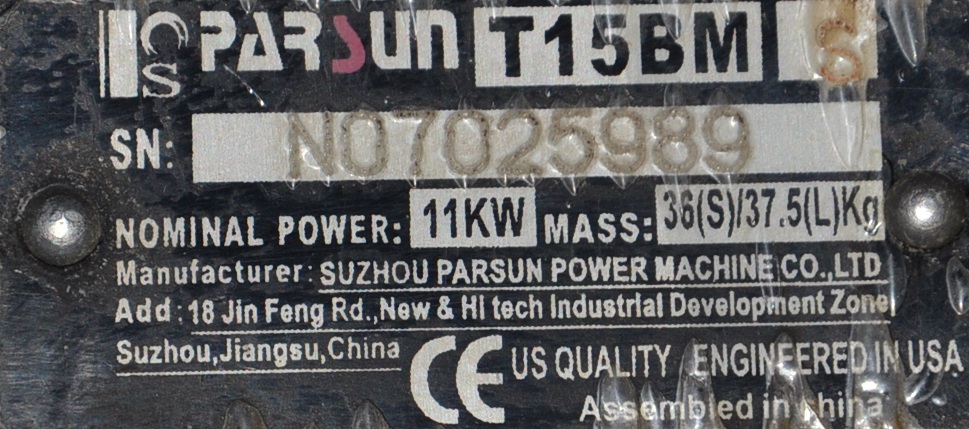 CS PARSUN T15BM S
SN: N07025989
NOMINAL POWER: 11KW MASS: 36(S)/37.5(L)Kg
Manufacturer: SUZHOU PARSUN POWER MACHINE CO.,LTD
Add: 18 Jin Feng Rd.,New & HI tech Industrial Development Zone
Suzhou,Jiangsu,China
CE US QUALITY ENGINEERED IN USA
Assembled in china